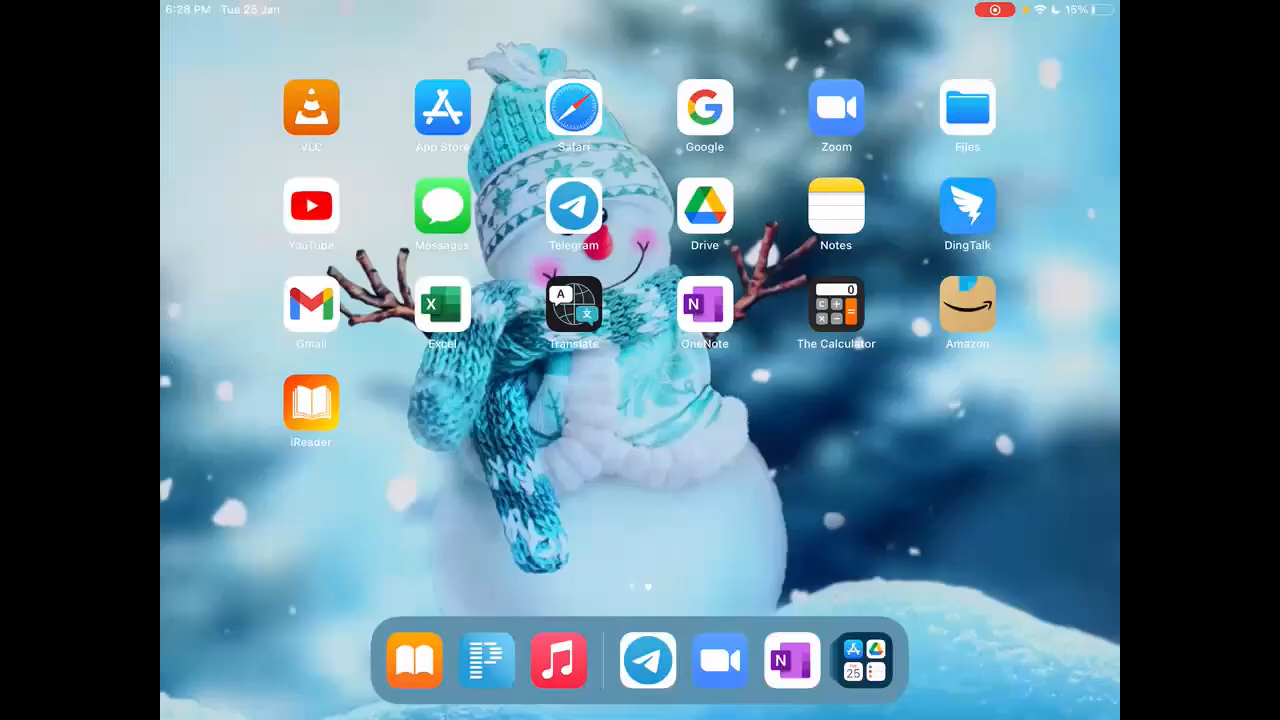 6:28 PM Tue 25 Jan 15%
VLC App Store Safari Google Zoom Files
YouTube Messages Telegram Drive Notes DingTalk
Gmail Excel Translate OneNote The Calculator Amazon
iReader